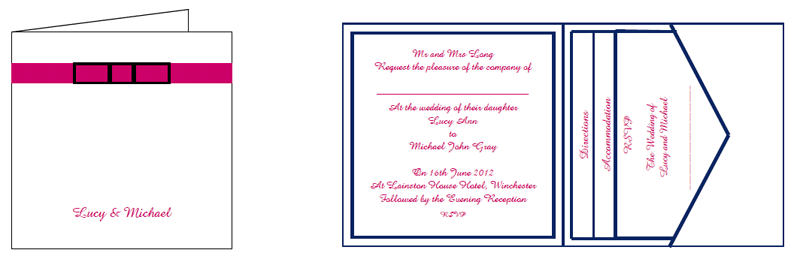 Lucy & Michael
Mr and Mrs Long
Request the pleasure of the company of
At the wedding of their daughter
Lucy Ann
to
Michael John Gray
On 16th June 2012
At Lainston House Hotel, Winchester
Followed by the Evening Reception
RSVP
Directions
Accommodation
RSVP
The Wedding of
Lucy and Michael